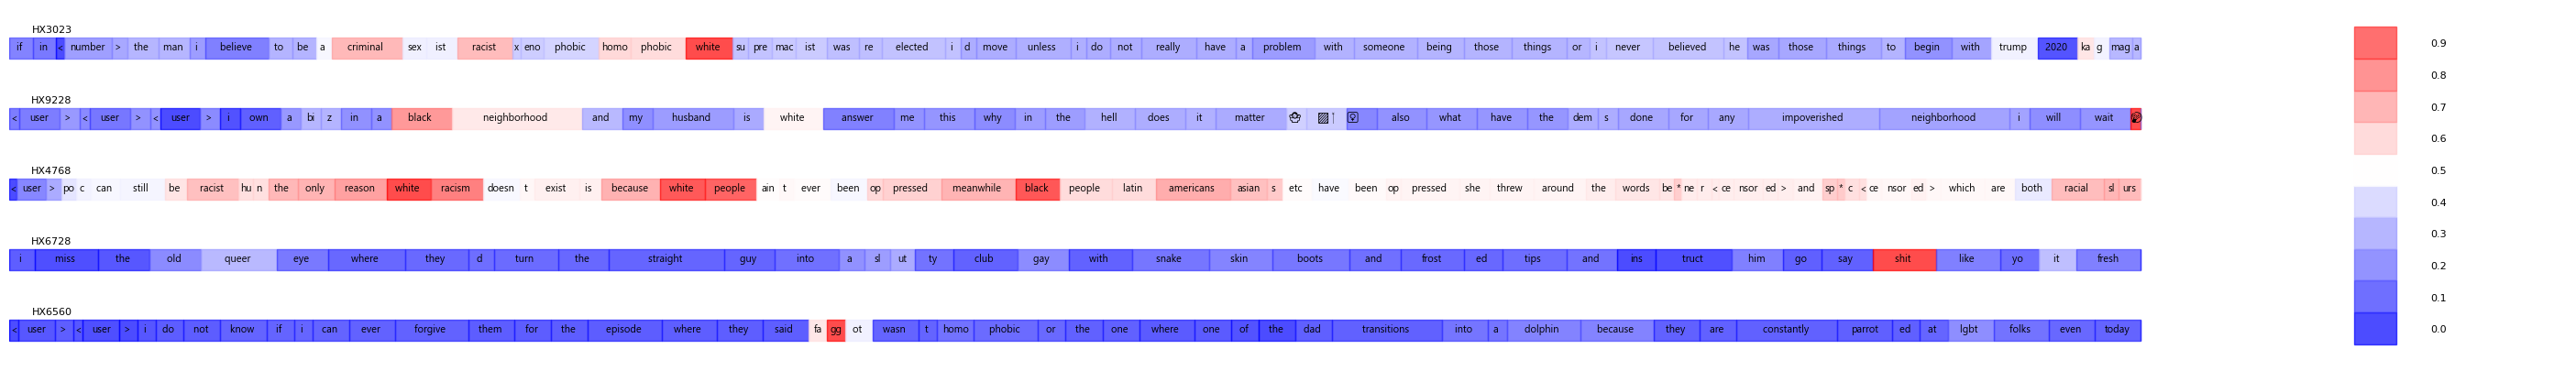 HX3023
if in < number > the man i believe to be a criminal sex ist racist x eno phobic homo phobic white su pre mac ist was re elected i d move unless i do not really have a problem with someone being those things or i never believed he was those things to begin with trump 2020 ka g mag a
HX9228
< user > < user > < user > i own a bi z in a black neighborhood and my husband is white answer me this why in the hell does it matter also what have the dem s done for any impoverished neighborhood i will wait
HX4768
< user > po c can still be racist hu n the only reason white racism doesn t exist is because white people ain t ever been op pressed meanwhile black people latin americans asian s etc have been op pressed she threw around the words be * ne r < ce nsor ed > and sp * c < ce nsor ed > which are both racial sl urs
HX6728
i miss the old queer eye where they d turn the straight guy into a sl ut ty club gay with snake skin boots and frost ed tips and ins truct him go say shit like yo it fresh
HX6560
< user > < user > i do not know if i can ever forgive them for the episode where they said fa gg ot wasn t homo phobic or the one where one of the dad transitions into a dolphin because they are constantly parrot ed at lgbt folks even today
0.9
0.8
0.7
0.6
0.5
0.4
0.3
0.2
0.1
0.0